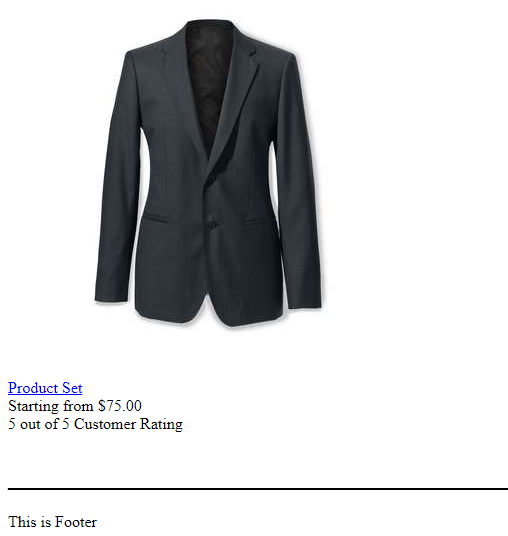 Product Set
Starting from $75.00
5 out of 5 Customer Rating
This is Footer